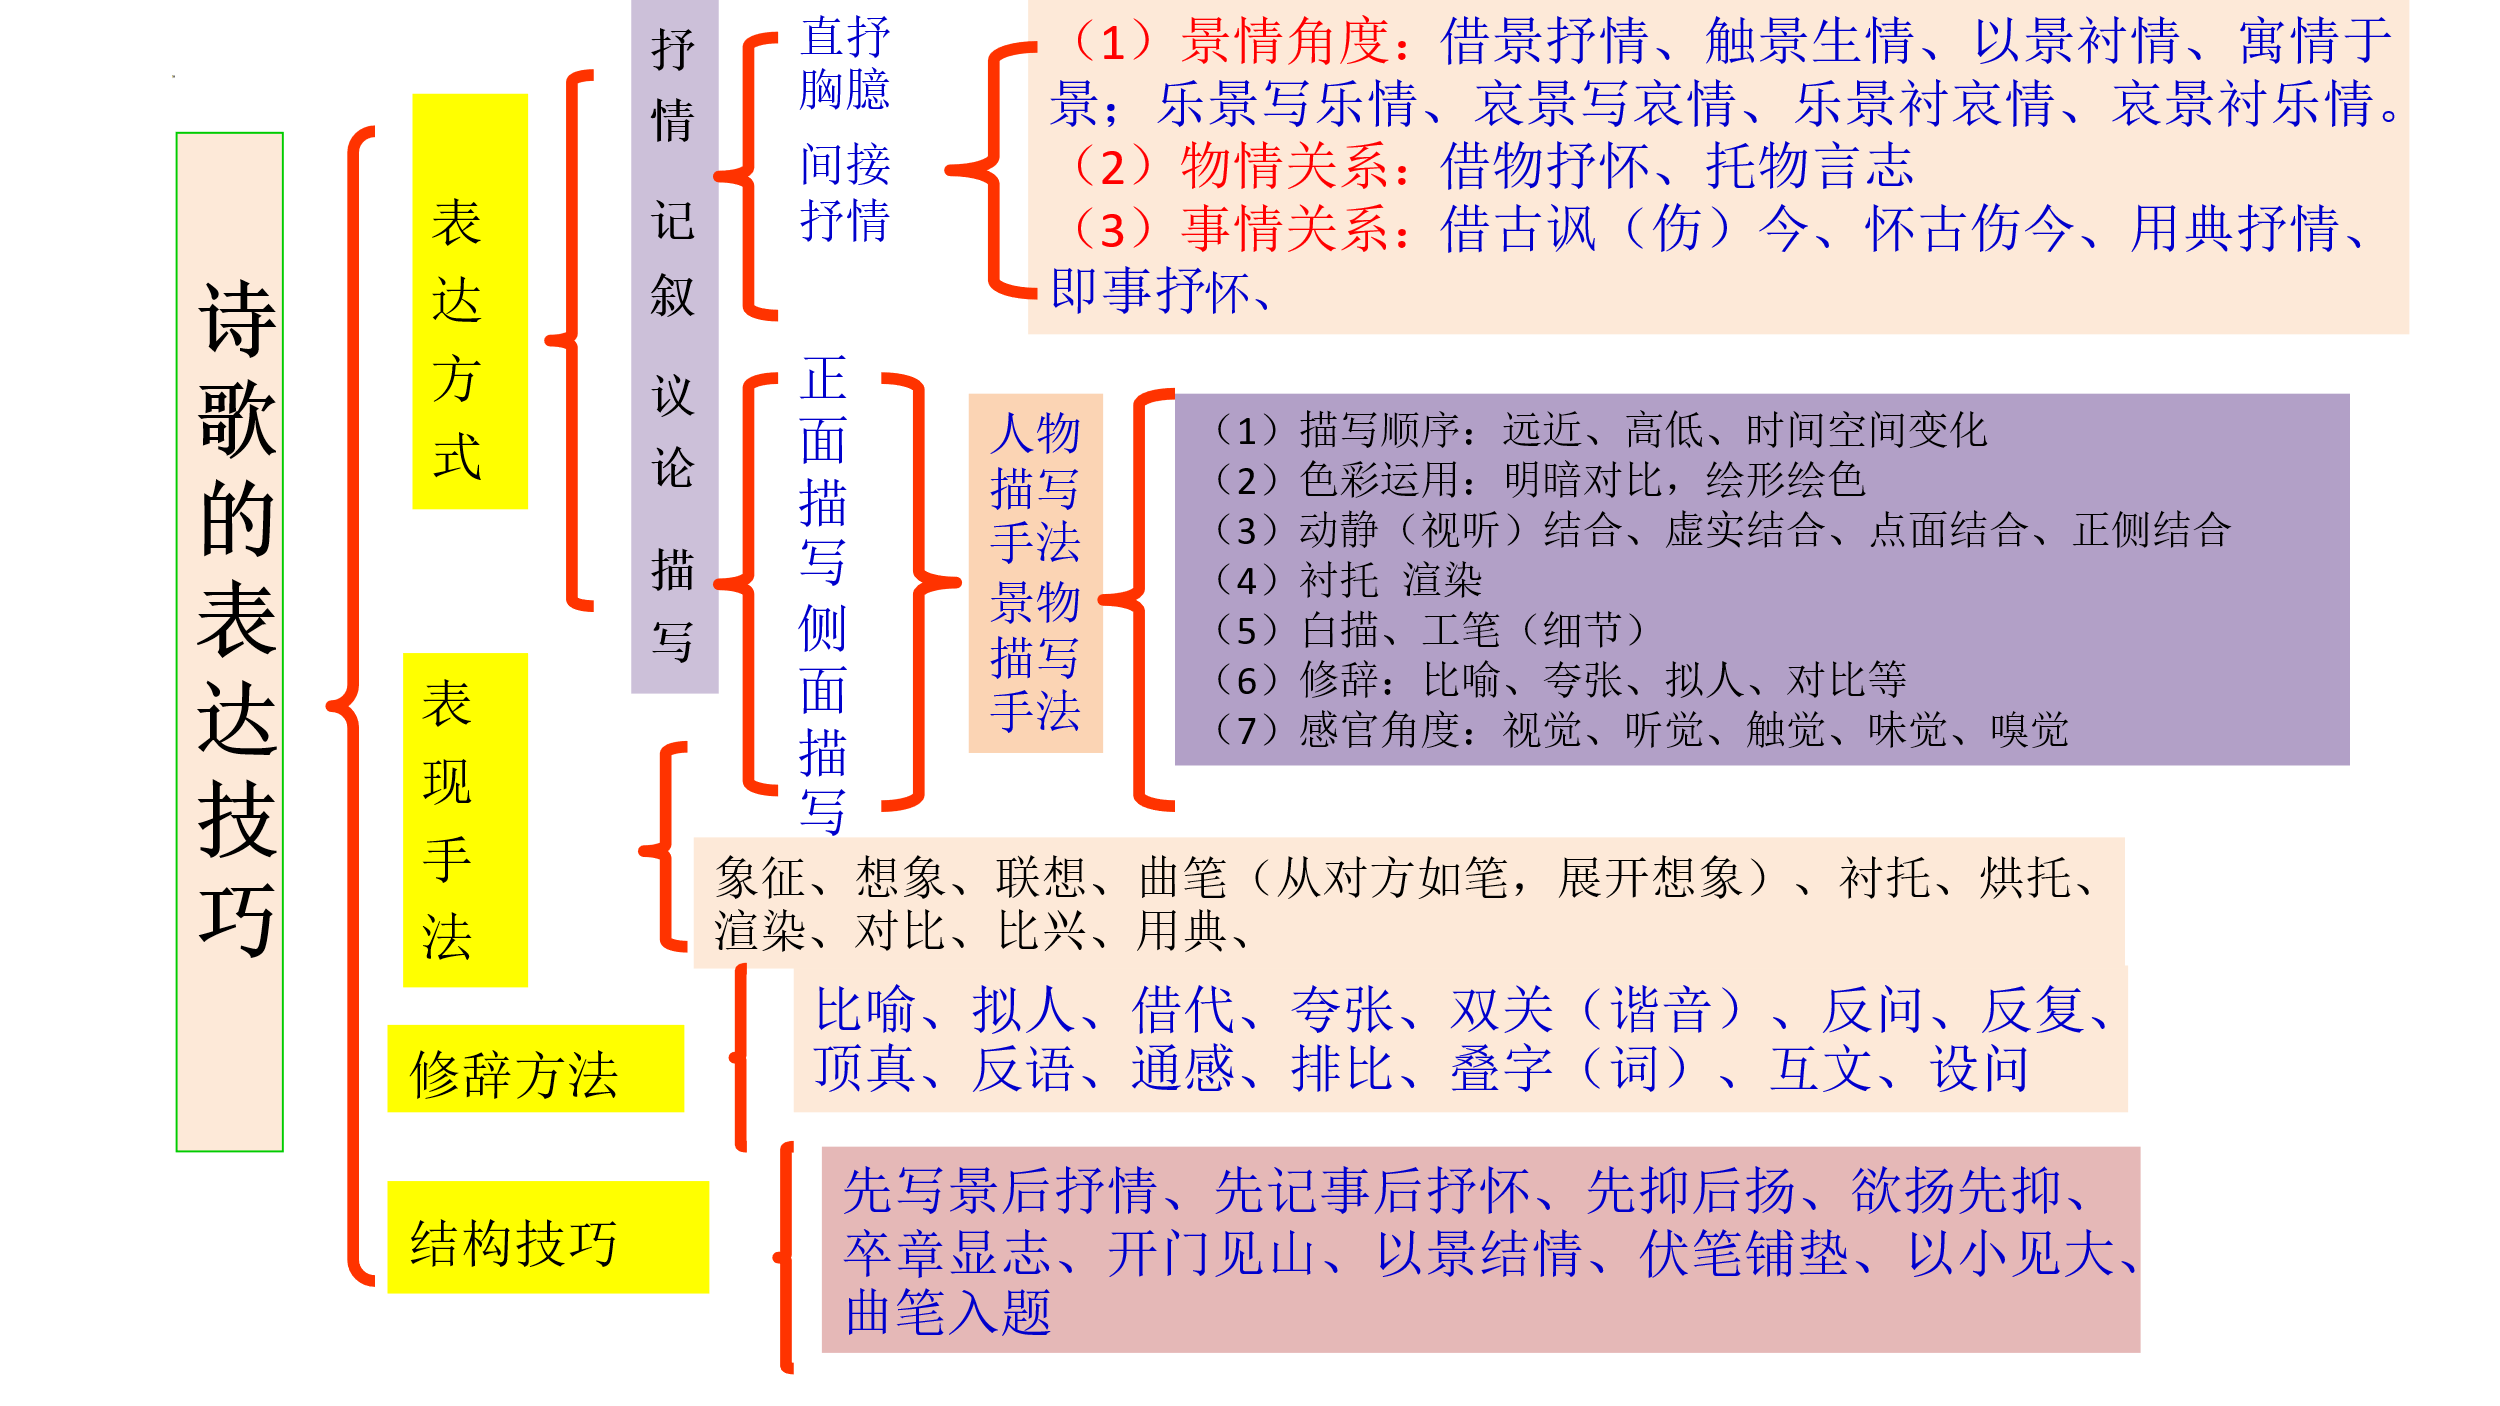 诗歌的表达技巧
表达方式
抒情
记叙
议论
描写
直抒
胸臆
间接
抒情
（1）景情角度：借景抒情、触景生情、以景衬情、寓情于
景；乐景写乐情、哀景写哀情、乐景衬哀情、哀景衬乐情。
（2）物情关系：借物抒怀、托物言志
（3）事情关系：借古讽（伤）今、怀古伤今、用典抒情、
即事抒怀、
正面描写
侧面描写
人物
描写
手法
景物
描写
手法
（1）描写顺序：远近、高低、时间空间变化
（2）色彩运用：明暗对比，绘形绘色
（3）动静（视听）结合、虚实结合、点面结合、正侧结合
（4）衬托 渲染
（5）白描、工笔（细节）
（6）修辞：比喻、夸张、拟人、对比等
（7）感官角度：视觉、听觉、触觉、味觉、嗅觉
表现手法
象征、想象、联想、曲笔（从对方如笔，展开想象）、衬托、烘托、
渲染、对比、比兴、用典、
修辞方法
比喻、拟人、借代、夸张、双关（谐音）、反问、反复、
顶真、反语、通感、排比、叠字（词）、互文、设问
结构技巧
先写景后抒情、先记事后抒怀、先抑后扬、欲扬先抑、
卒章显志、开门见山、以景结情、伏笔铺垫、以小见大、
曲笔入题